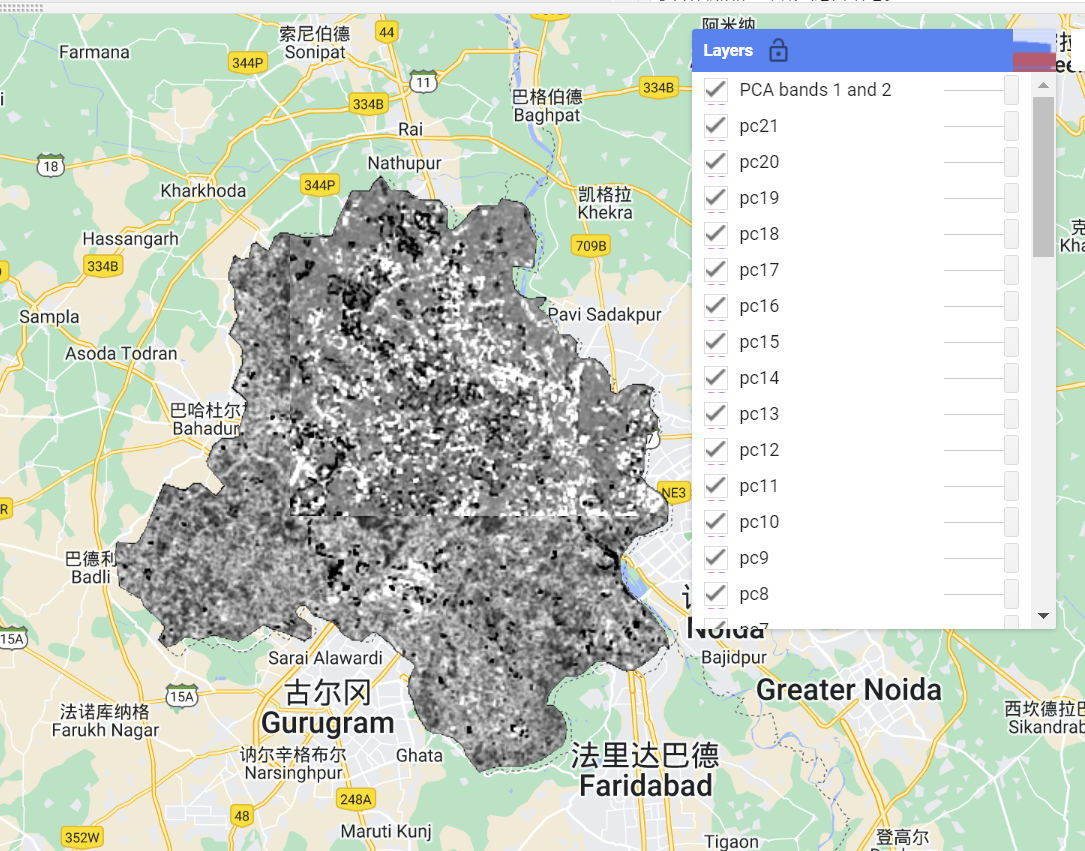 阿米纳
Farmana
索尼伯德
Sonipat
44
344P
11
334B
334B
巴格伯德
Baghpat
Rai
Nathupur
18
Kharkhoda
344P
凯格拉
Khekra
Hassangarh
709B
334B
Sampla
Pavi Sadakpur
Asoda Todran
巴哈杜尔
Bahadur
NE3
巴德利
Badli
15A
Noida
Sarai Alawardi
Bajidpur
古尔冈
Gurugram
15A
Greater Noida
法诺库纳格
Farukh Nagar
西坎德拉巴
Sikandrab
讷尔辛格布尔
Narsinghpur
Ghata
法里达巴德
Faridabad
248A
48
Maruti Kunj
352W
Tigaon
登高尔
Layers
PCA bands 1 and 2
pc21
pc20
pc19
pc18
pc17
pc16
pc15
pc14
pc13
pc12
pc11
pc10
pc9
pc8
pc7